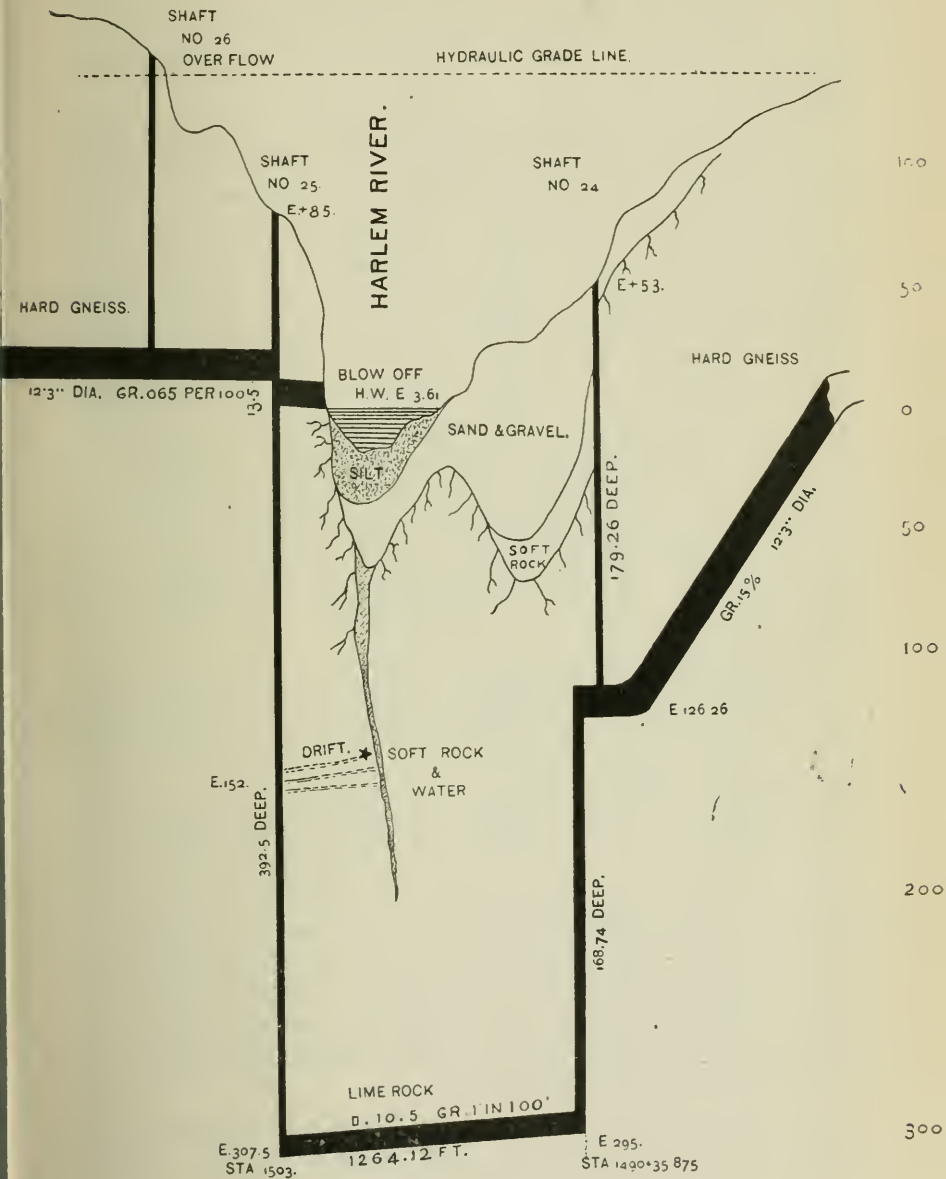 SHAFT
NO 26
OVER FLOW
HYDRAULIC GRADE LINE.
HARLEM RIVER.
SHAFT
NO 25.
E.+85.
SHAFT
NO 24
100
E+53.
50
HARD GNEISS.
HARD GNEISS
BLOW OFF
H.W. E 3.61
12'3'' DIA. GR.065 PER 100
13.5
SAND & GRAVEL.
0
SILT
179.26 DEEP.
12'3'' DIA.
GR.15%
50
SOFT
ROCK
100
E 126 26
DRIFT.
SOFT ROCK
&
WATER
E.152.
392.5 DEEP.
168.74 DEEP.
200
LIME ROCK
D. 10.5 GR. 1' IN 100'
1264.12 FT.
E.307.5
STA 1503.
E 295.
STA 1490+35 875
300